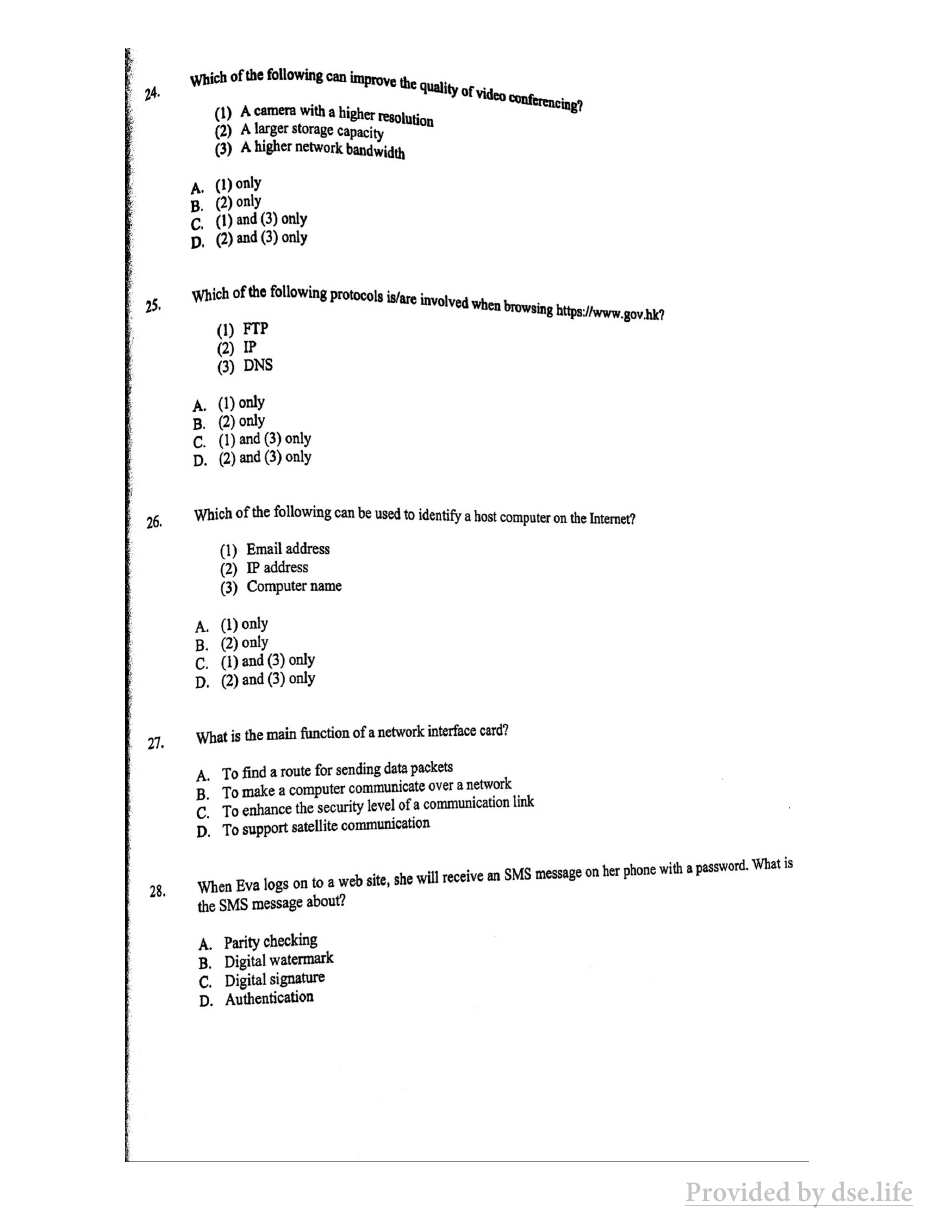 24. Which of the following can improve the quality of video conferencing?
(1) A camera with a higher resolution
(2) A larger storage capacity
(3) A higher network bandwidth
A. (1) only
B. (2) only
C. (1) and (3) only
D. (2) and (3) only
25. Which of the following protocols is/are involved when browsing https://www.gov.hk?
(1) FTP
(2) IP
(3) DNS
A. (1) only
B. (2) only
C. (1) and (3) only
D. (2) and (3) only
26. Which of the following can be used to identify a host computer on the Internet?
(1) Email address
(2) IP address
(3) Computer name
A. (1) only
B. (2) only
C. (1) and (3) only
D. (2) and (3) only
27. What is the main function of a network interface card?
A. To find a route for sending data packets
B. To make a computer communicate over a network
C. To enhance the security level of a communication link
D. To support satellite communication
28. When Eva logs on to a web site, she will receive an SMS message on her phone with a password. What is
the SMS message about?
A. Parity checking
B. Digital watermark
C. Digital signature
D. Authentication
Provided by dse.life